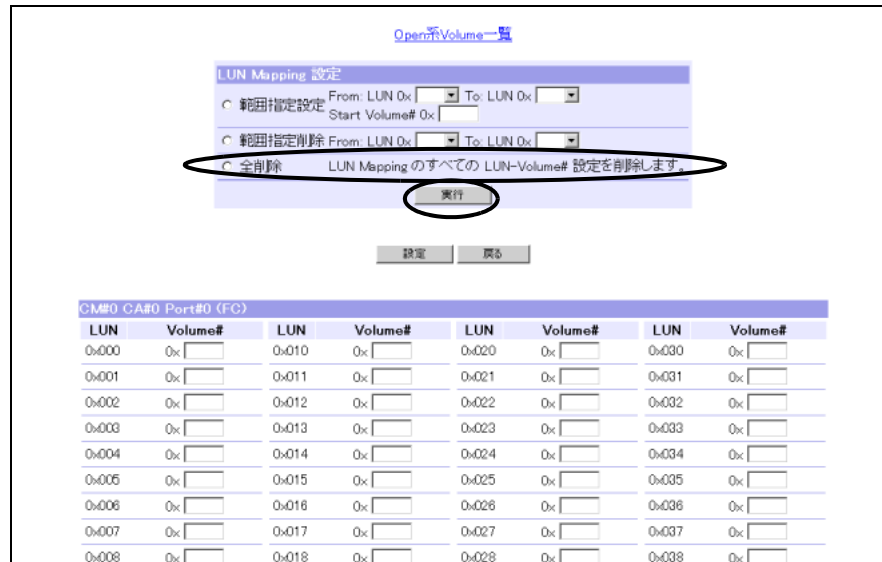 Open系Volume一覧
LUN Mapping 設定
範囲指定設定 From: LUN 0x To: LUN 0x
Start Volume# 0x
範囲指定削除 From: LUN 0x To: LUN 0x
全削除 LUN Mapping のすべての LUN-Volume# 設定を削除します。
実行
設定 戻る
CM#0 CA#0 Port#0 (FC)
LUN Volume# LUN Volume# LUN Volume# LUN Volume#
0x000 0x 0x010 0x 0x020 0x 0x030 0x
0x001 0x 0x011 0x 0x021 0x 0x031 0x
0x002 0x 0x012 0x 0x022 0x 0x032 0x
0x003 0x 0x013 0x 0x023 0x 0x033 0x
0x004 0x 0x014 0x 0x024 0x 0x034 0x
0x005 0x 0x015 0x 0x025 0x 0x035 0x
0x006 0x 0x016 0x 0x026 0x 0x036 0x
0x007 0x 0x017 0x 0x027 0x 0x037 0x
0x008 0x 0x018 0x 0x028 0x 0x038 0x